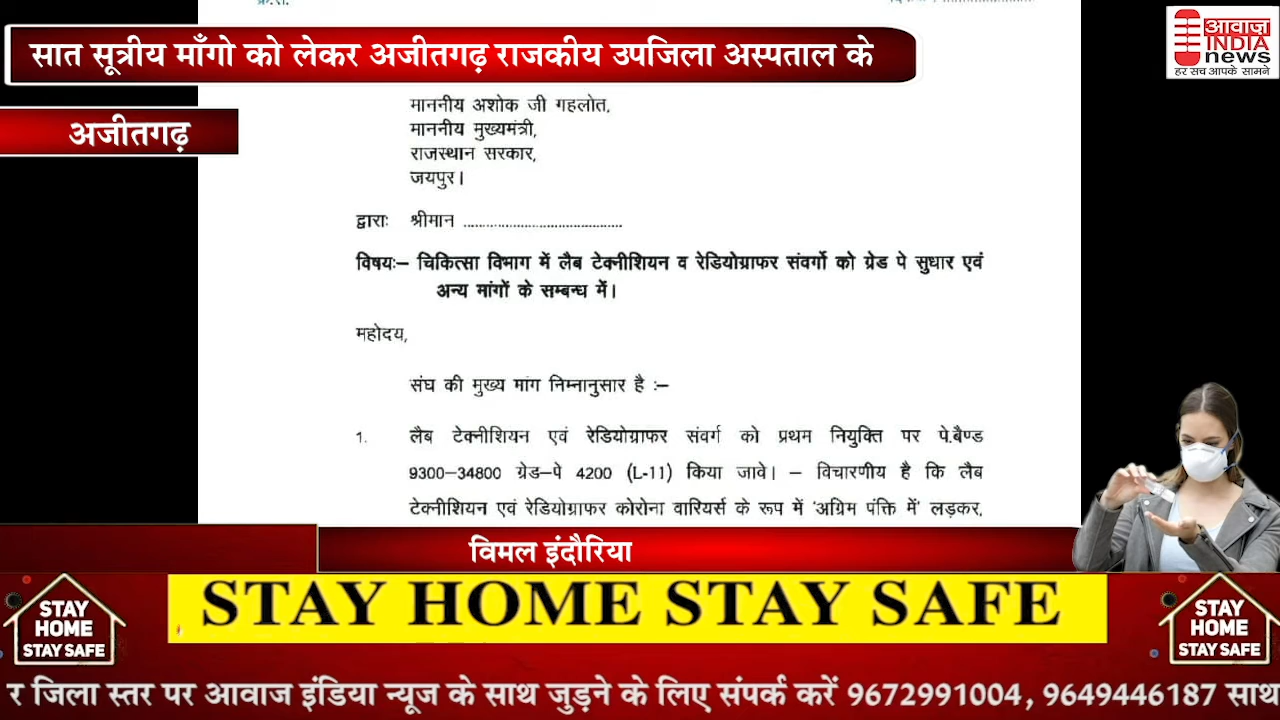 सात सूत्रीय माँगो को लेकर अजीतगढ़ राजकीय उपजिला अस्पताल के
आवाज़
INDIA
news
हर सच आपके सामने
अजीतगढ़
माननीय अशोक जी गहलोत,
माननीय मुख्यमंत्री,
राजस्थान सरकार,
जयपुर।
द्वाराः श्रीमान ........................................
विषयः– चिकित्सा विभाग में लैब टेक्नीशियन व रेडियोग्राफर संवर्गो को ग्रेड पे सुधार एवं
अन्य मांगों के सम्बन्ध में।
महोदय,
संघ की मुख्य मांग निम्नानुसार है :–
1. लैब टेक्नीशियन एवं रेडियोग्राफर संवर्ग को प्रथम नियुक्ति पर पे.बैण्ड
9300–34800 ग्रेड–पे 4200 (L-11) किया जावे। – विचारणीय है कि लैब
टेक्नीशियन एवं रेडियोग्राफर कोरोना वारियर्स के रूप में 'अग्रिम पंक्ति में' लड़कर,
विमल इंदौरिया
STAY HOME STAY SAFE
STAY
HOME
STAY SAFE
STAY
HOME
STAY SAFE
र जिला स्तर पर आवाज इंडिया न्यूज के साथ जुड़ने के लिए संपर्क करें 9672991004, 9649446187 साथ